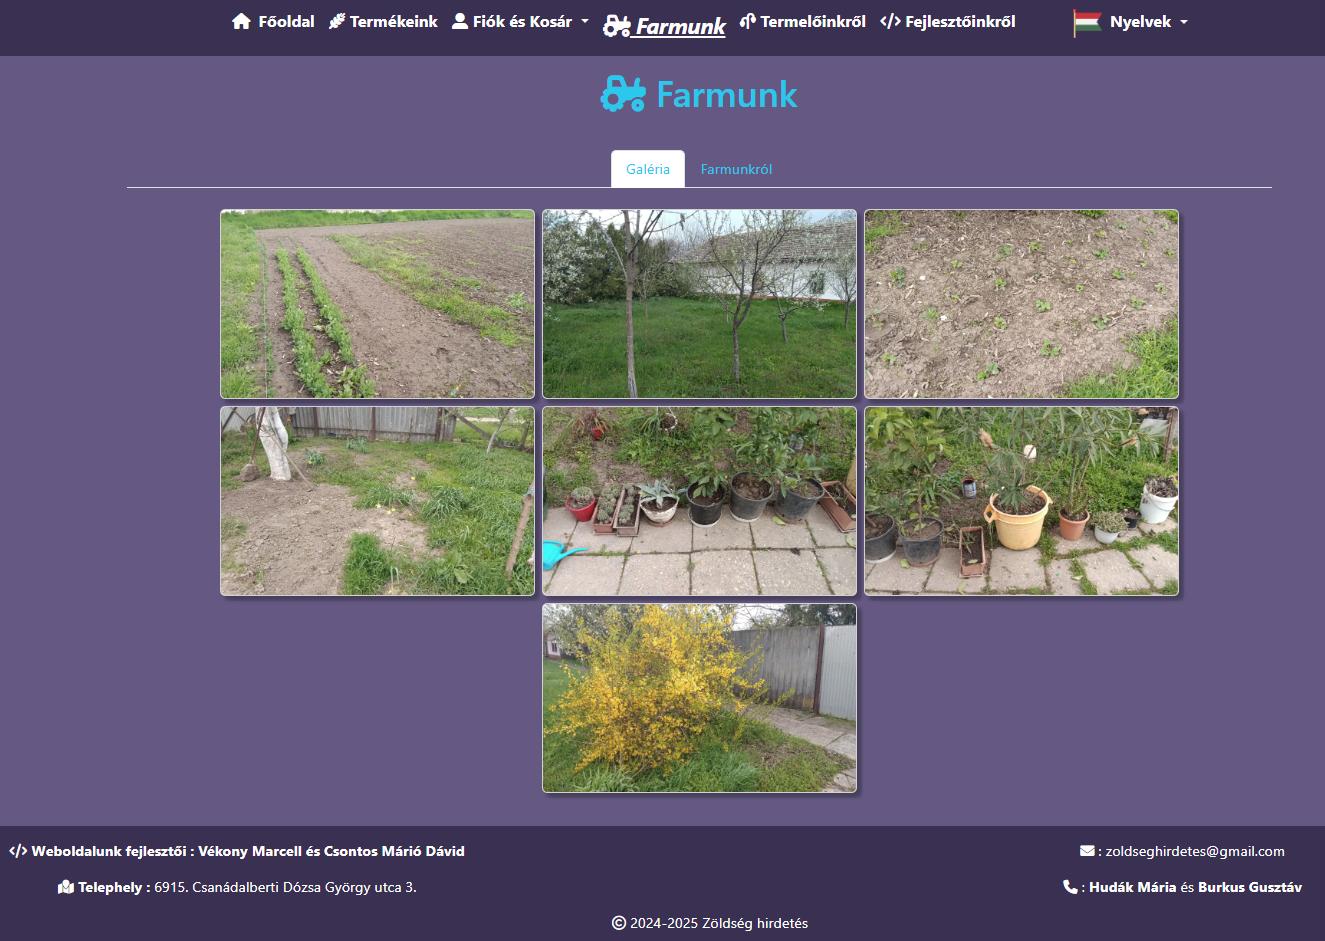 Főoldal Termékeink Fiók és Kosár Farmunk Termelőinkről Fejlesztőinkről Nyelvek
Farmunk
Galéria Farmunkról
Weboldalunk fejlesztői : Vékony Marcell és Csontos Márió Dávid
: zoldseghirdetes@gmail.com
Telephely : 6915. Csanádalberti Dózsa György utca 3.
: Hudák Mária és Burkus Gusztáv
© 2024-2025 Zöldség hirdetés